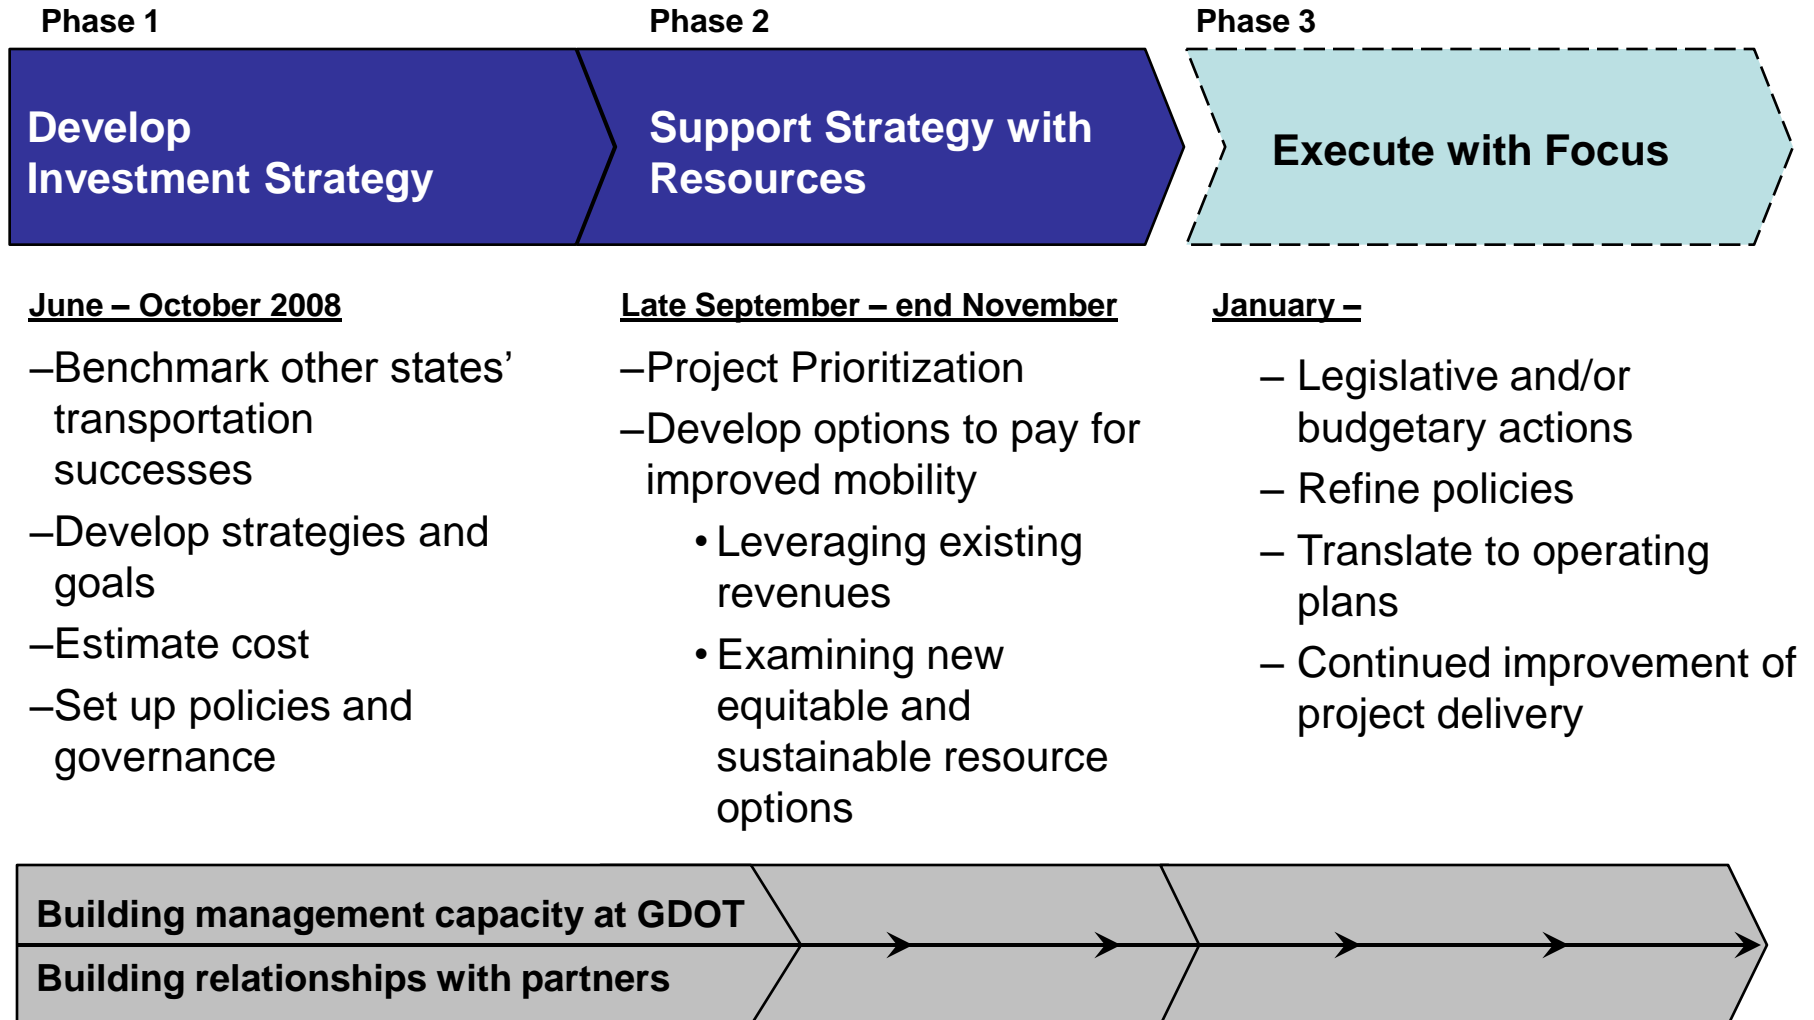 Phase 1
Phase 2
Phase 3
Develop
Investment Strategy
Support Strategy with
Resources
Execute with Focus
June – October 2008
–Benchmark other states’
transportation
successes
–Develop strategies and
goals
–Estimate cost
–Set up policies and
governance
Late September – end November
–Project Prioritization
–Develop options to pay for
improved mobility
• Leveraging existing
revenues
• Examining new
equitable and
sustainable resource
options
January –
– Legislative and/or
budgetary actions
– Refine policies
– Translate to operating
plans
– Continued improvement of
project delivery
Building management capacity at GDOT
Building relationships with partners